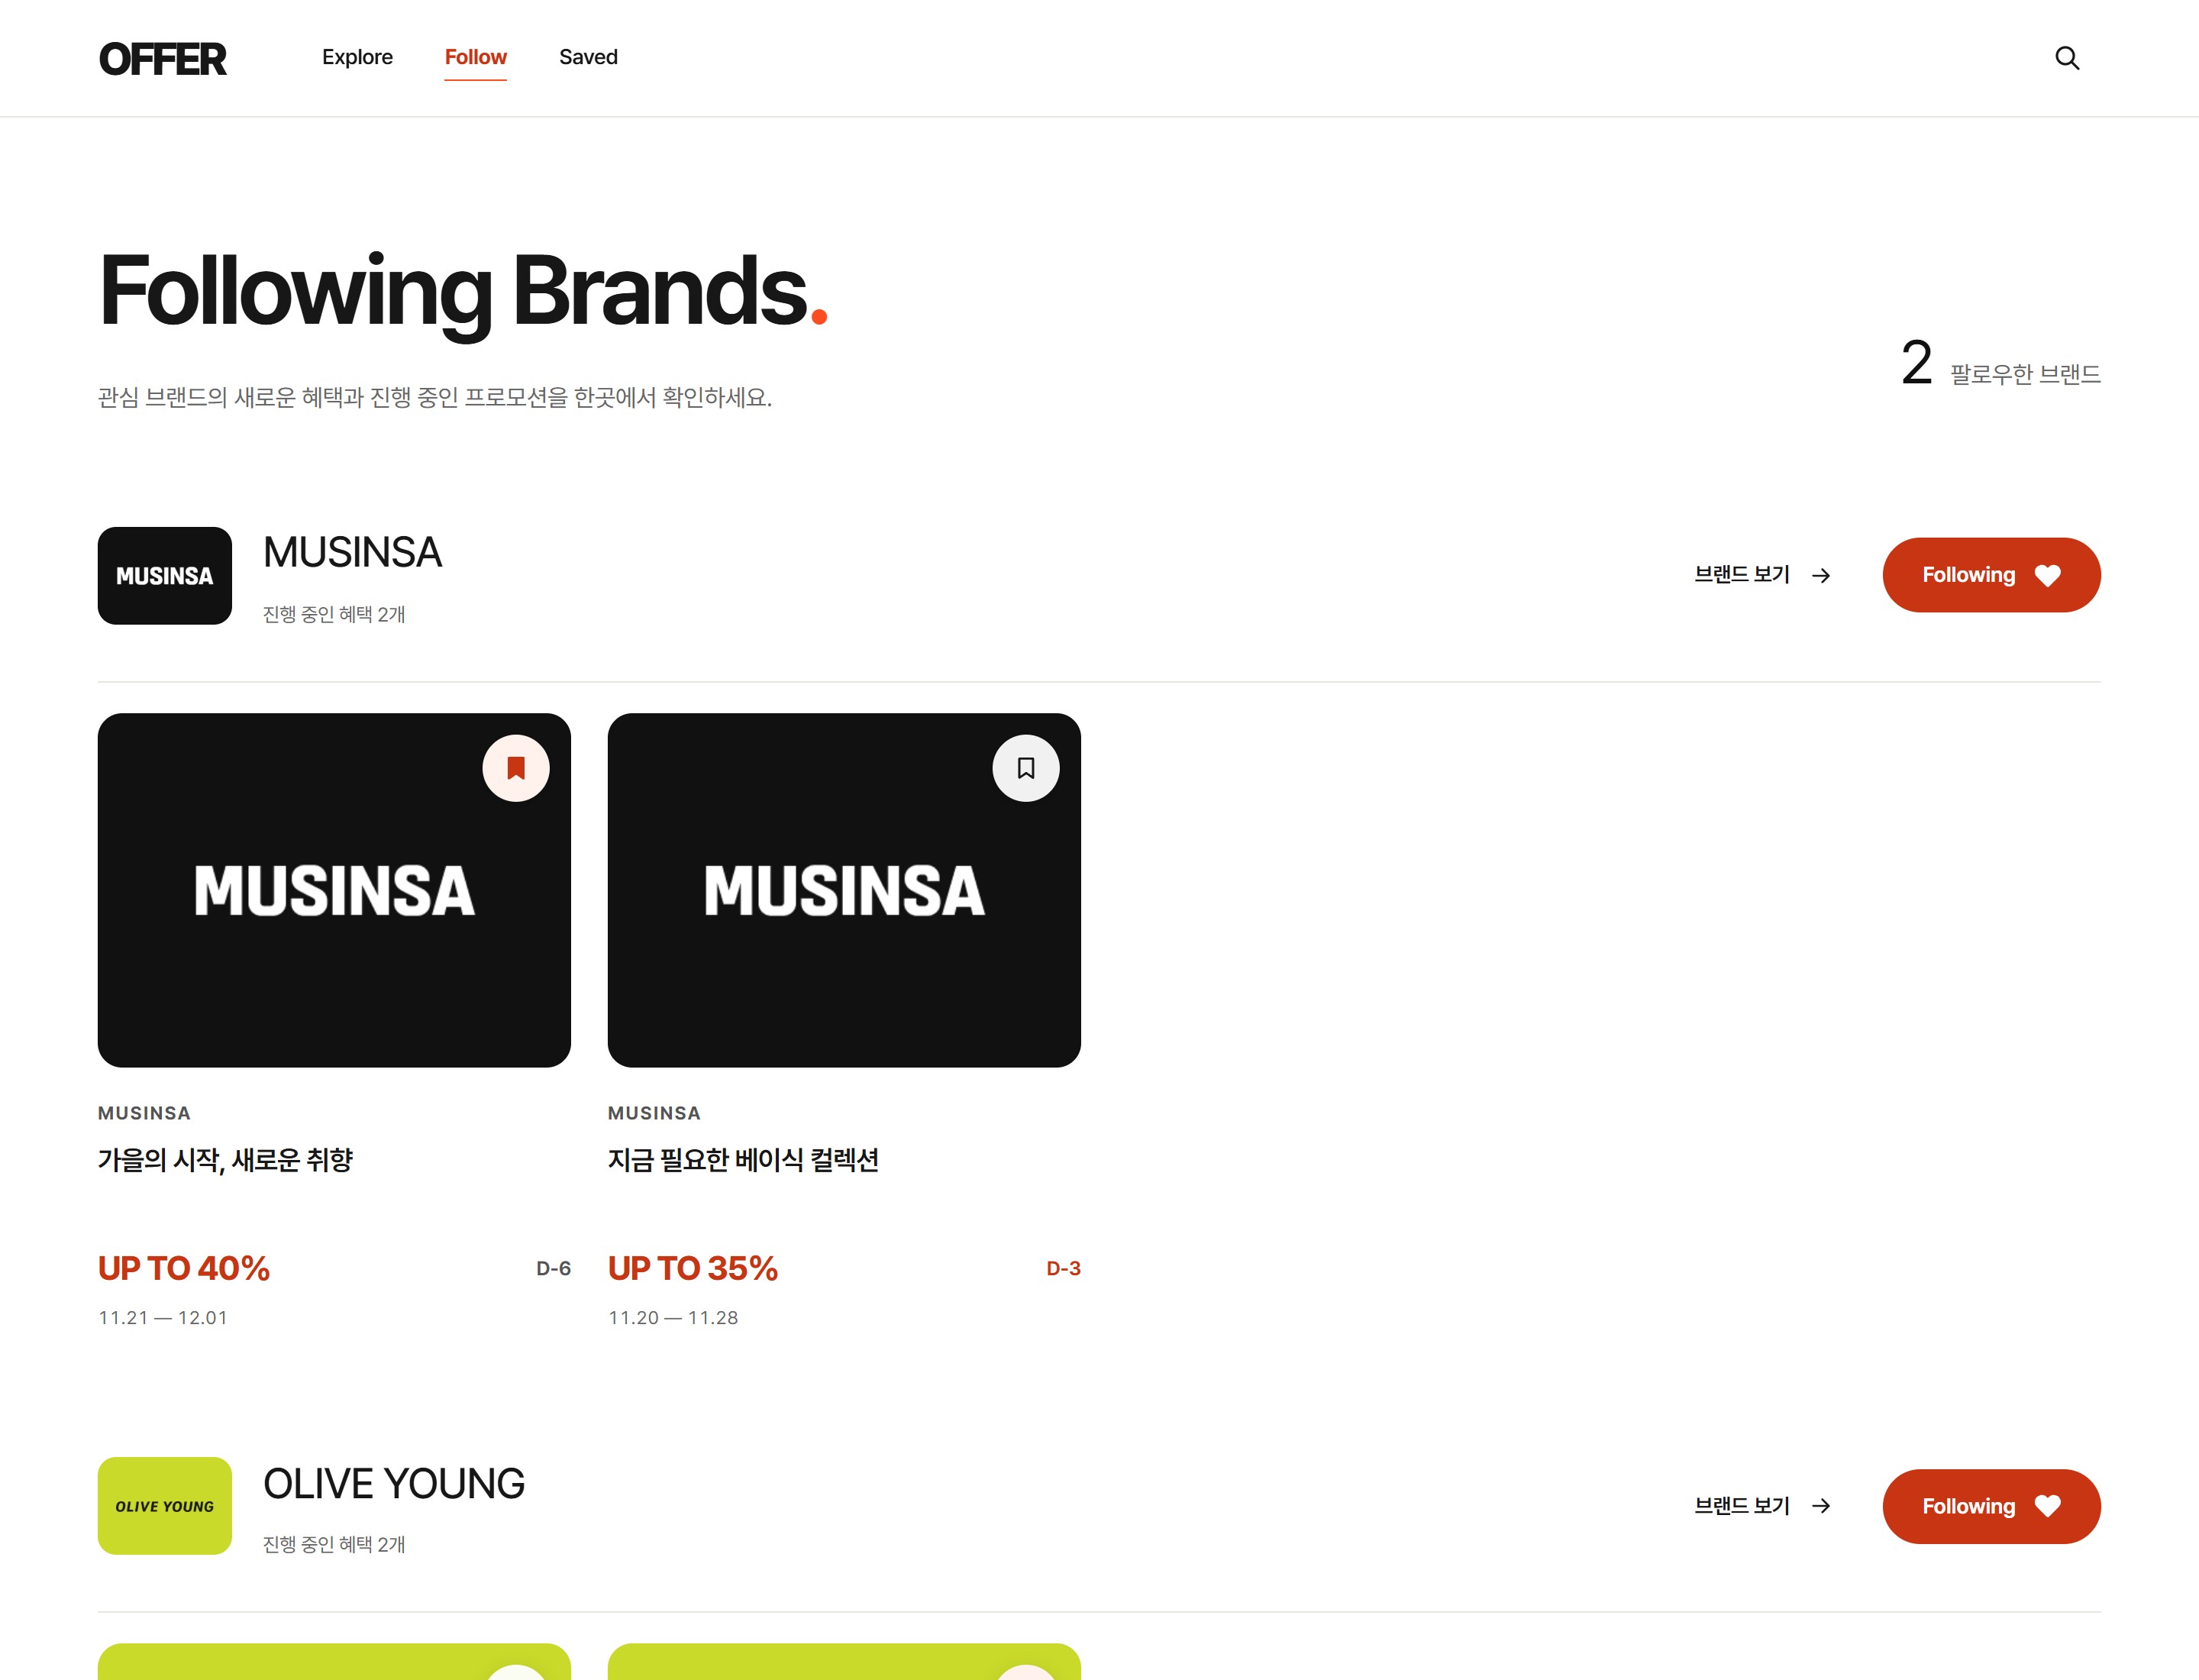 OFFER
Explore
Follow
Saved
Following Brands.
관심 브랜드의 새로운 혜택과 진행 중인 프로모션을 한곳에서 확인하세요.
2 팔로우한 브랜드
MUSINSA
MUSINSA
진행 중인 혜택 2개
브랜드 보기 →
Following
MUSINSA
MUSINSA
MUSINSA
가을의 시작, 새로운 취향
UP TO 40%
D-6
11.21 — 12.01
MUSINSA
지금 필요한 베이식 컬렉션
UP TO 35%
D-3
11.20 — 11.28
OLIVE YOUNG
OLIVE YOUNG
진행 중인 혜택 2개
브랜드 보기 →
Following